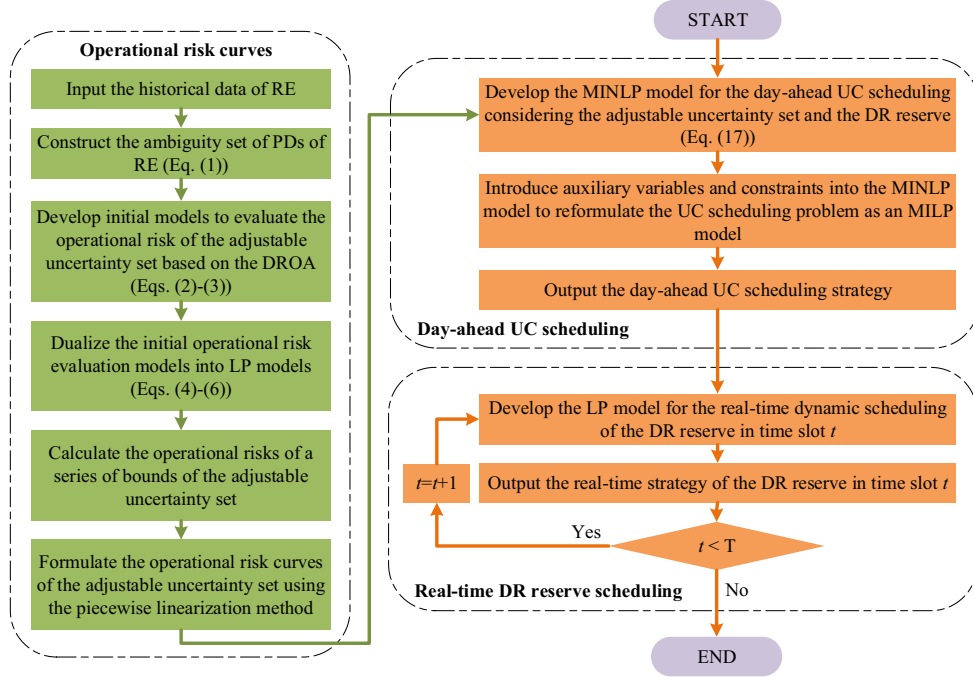 Operational risk curves
Input the historical data of RE
Construct the ambiguity set of PDs of
RE (Eq. (1))
Develop initial models to evaluate the
operational risk of the adjustable
uncertainty set based on the DROA
(Eqs. (2)-(3))
Dualize the initial operational risk
evaluation models into LP models
(Eqs. (4)-(6))
Calculate the operational risks of a
series of bounds of the adjustable
uncertainty set
Formulate the operational risk curves
of the adjustable uncertainty set using
the piecewise linearization method
START
Develop the MINLP model for the day-ahead UC scheduling
considering the adjustable uncertainty set and the DR reserve
(Eq. (17))
Introduce auxiliary variables and constraints into the MINLP
model to reformulate the UC scheduling problem as an MILP
model
Output the day-ahead UC scheduling strategy
Day-ahead UC scheduling
Develop the LP model for the real-time dynamic scheduling
of the DR reserve in time slot t
t=t+1
Output the real-time strategy of the DR reserve in time slot t
Yes
t < T
No
Real-time DR reserve scheduling
END